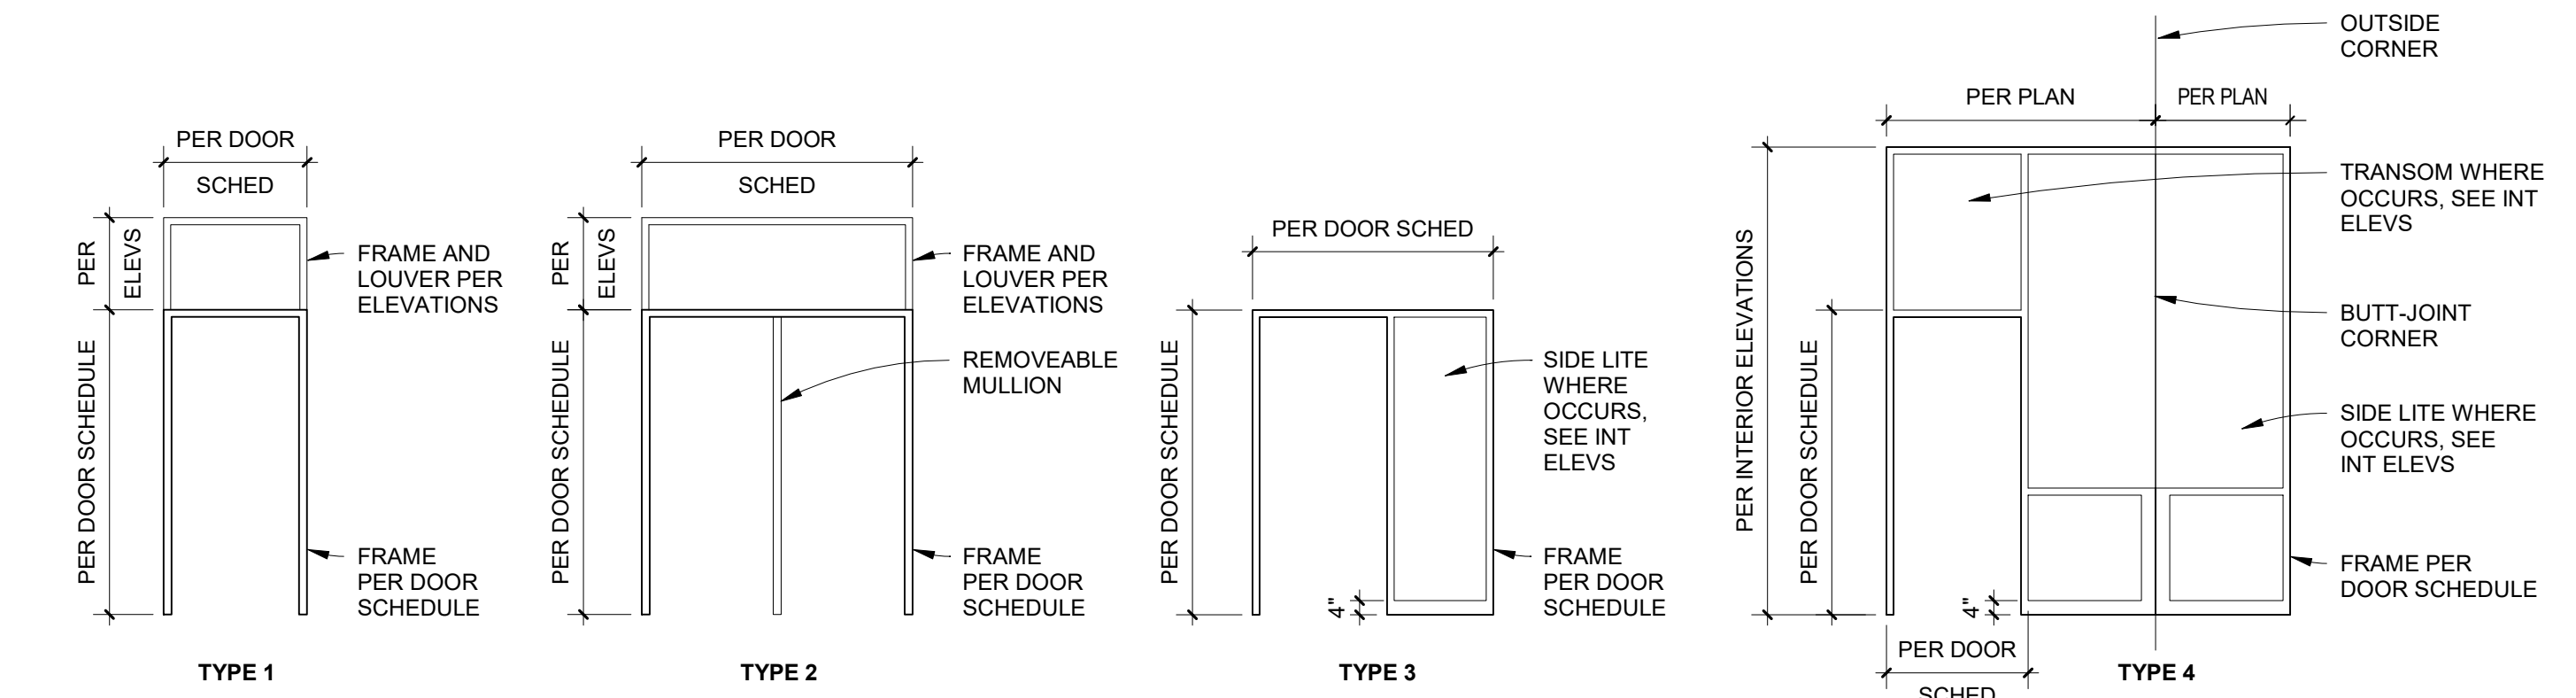 PER DOOR
SCHED
PER
ELEVS
FRAME AND
LOUVER PER
ELEVATIONS
PER DOOR SCHEDULE
FRAME
PER DOOR
SCHEDULE
TYPE 1
PER DOOR
SCHED
PER
ELEVS
FRAME AND
LOUVER PER
ELEVATIONS
REMOVEABLE
MULLION
PER DOOR SCHEDULE
FRAME
PER DOOR
SCHEDULE
TYPE 2
PER DOOR SCHED
PER DOOR SCHEDULE
SIDE LITE
WHERE
OCCURS,
SEE INT
ELEVS
4"
FRAME
PER DOOR
SCHEDULE
TYPE 3
OUTSIDE
CORNER
PER PLAN
PER PLAN
TRANSOM WHERE
OCCURS, SEE INT
ELEVS
PER INTERIOR ELEVATIONS
PER DOOR SCHEDULE
BUTT-JOINT
CORNER
SIDE LITE WHERE
OCCURS, SEE
INT ELEVS
4"
FRAME PER
DOOR SCHEDULE
PER DOOR
SCHED
TYPE 4